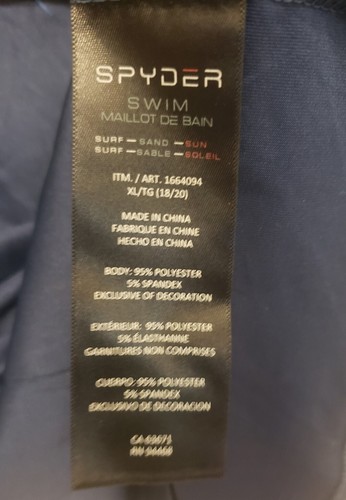 SPYDER
SWIM
MAILLOT DE BAIN
SURF — SAND — SUN
SURF — SABLE — SOLEIL
ITM. / ART. 1664094
XL/TG (18/20)
MADE IN CHINA
FABRIQUE EN CHINE
HECHO EN CHINA
BODY: 95% POLYESTER
5% SPANDEX
EXCLUSIVE OF DECORATION
EXTÉRIEUR: 95% POLYESTER
5% ÉLASTHANNE
GARNITURES NON COMPRISES
CUERPO: 95% POLYESTER
5% SPANDEX
EXCLUSIVO DE DECORACION
CA
RN